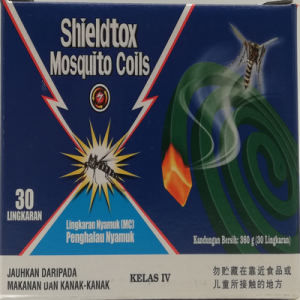 Shieldtox
Mosquito Coils
30
LINGKARAN
Lingkaran Nyamuk (MC)
Penghalau Nyamuk
Kandungan Bersih: 360 g (30 Lingkaran)
JAUHKAN DARIPADA
MAKANAN DAN KANAK-KANAK
KELAS IV
勿贮藏在靠近食品或
儿童所接触的地方